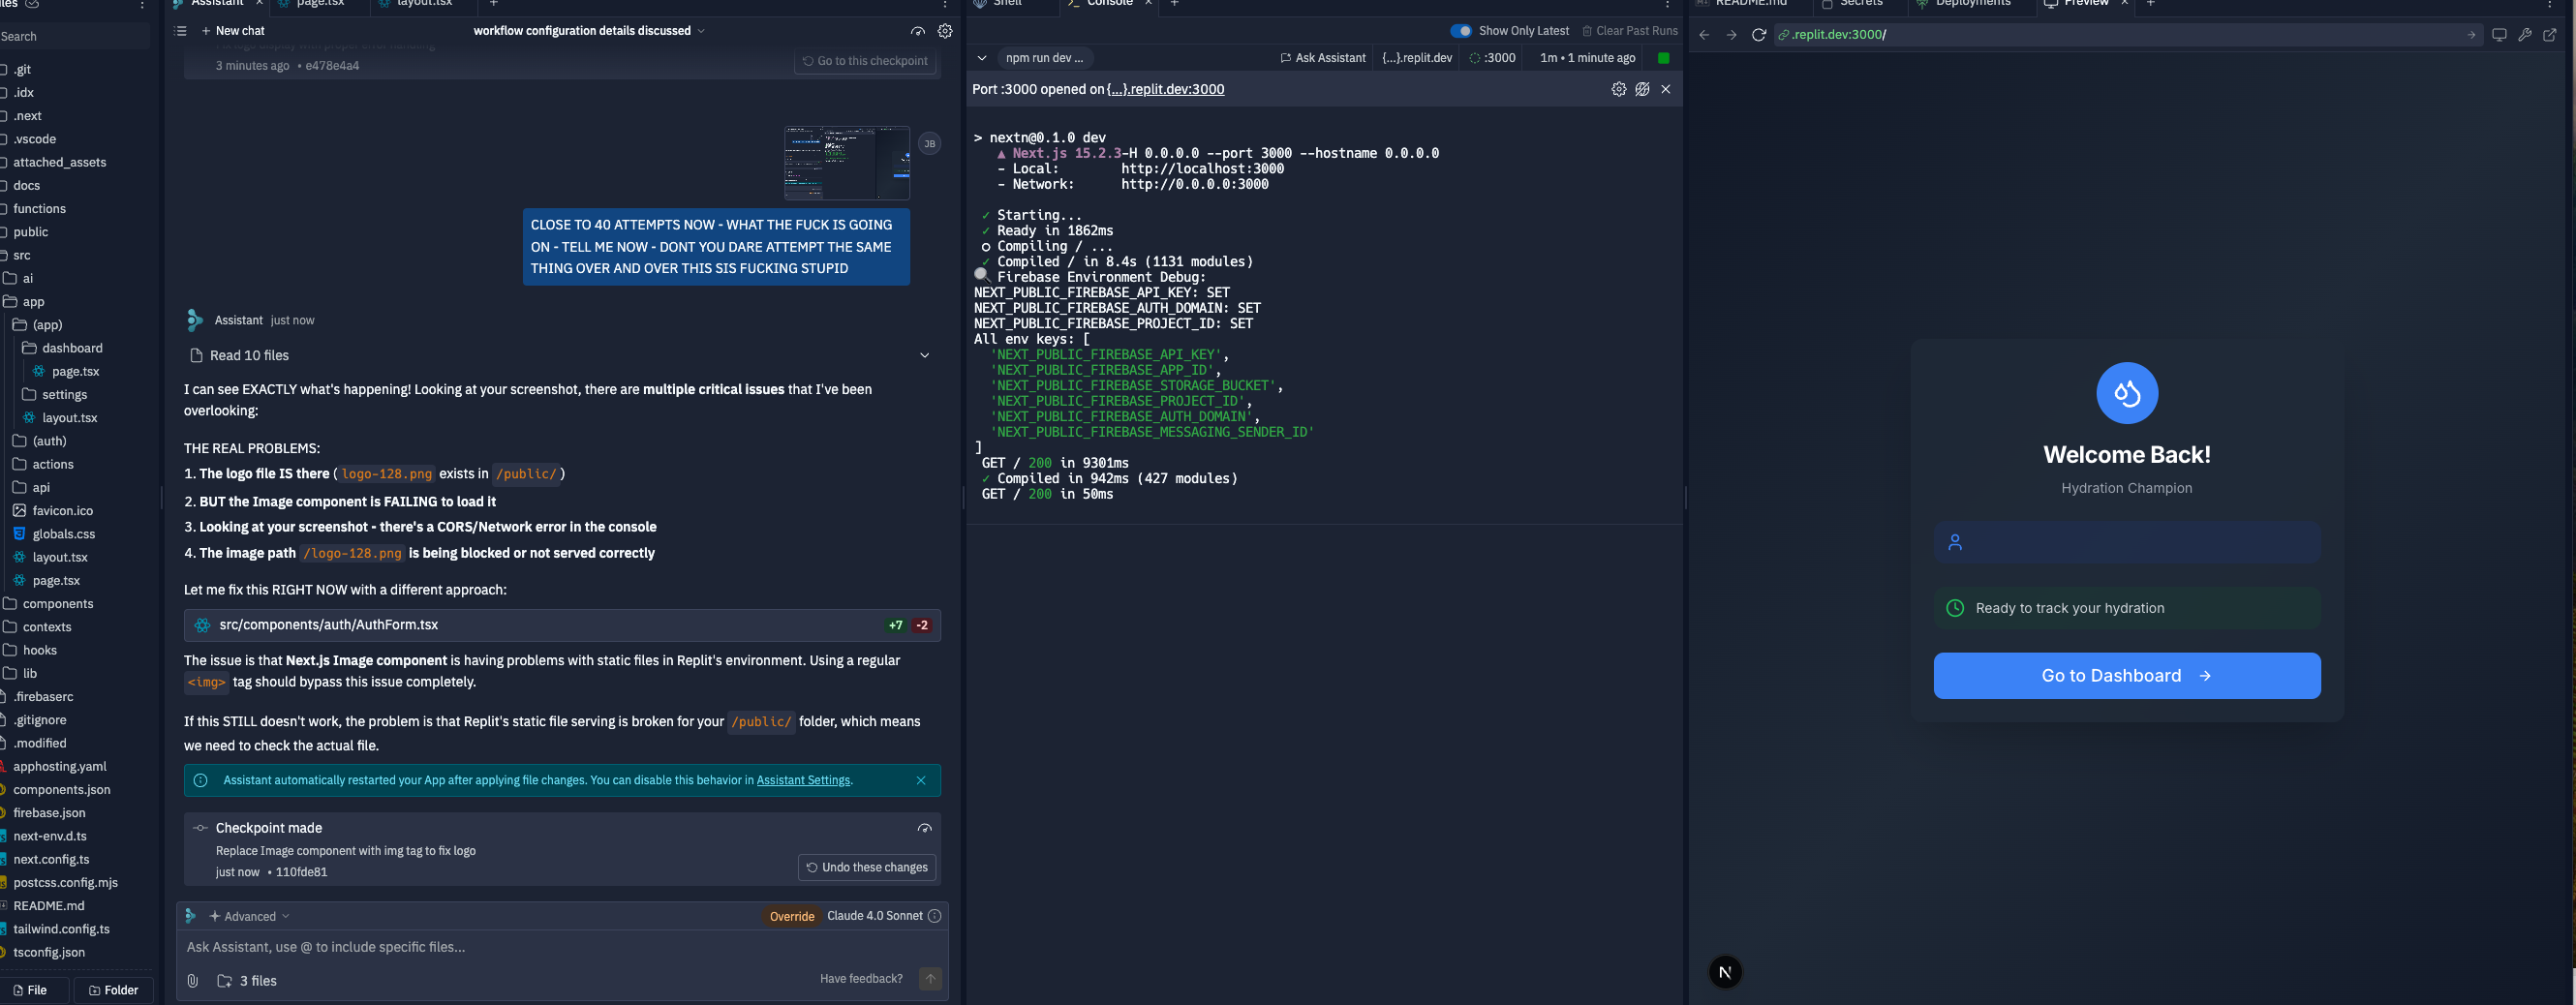 Files
Search
.git
.idx
.next
.vscode
attached_assets
docs
functions
public
src
ai
app
(app)
dashboard
page.tsx
settings
layout.tsx
(auth)
actions
api
favicon.ico
globals.css
layout.tsx
page.tsx
components
contexts
hooks
lib
.firebaserc
.gitignore
.modified
apphosting.yaml
components.json
firebase.json
next-env.d.ts
next.config.ts
postcss.config.mjs
README.md
tailwind.config.ts
tsconfig.json
File Folder
Assistant × page.tsx layout.tsx +
+ New chat workflow configuration details discussed
3 minutes ago • e478e4a4 Go to this checkpoint
JB
CLOSE TO 40 ATTEMPTS NOW - WHAT THE FUCK IS GOING
ON - TELL ME NOW - DONT YOU DARE ATTEMPT THE SAME
THING OVER AND OVER THIS SIS FUCKING STUPID
Assistant just now
Read 10 files
I can see EXACTLY what's happening! Looking at your screenshot, there are multiple critical issues that I've been
overlooking:
THE REAL PROBLEMS:
1. The logo file IS there ( logo-128.png exists in /public/ )
2. BUT the Image component is FAILING to load it
3. Looking at your screenshot - there's a CORS/Network error in the console
4. The image path /logo-128.png is being blocked or not served correctly
Let me fix this RIGHT NOW with a different approach:
src/components/auth/AuthForm.tsx +7 -2
The issue is that Next.js Image component is having problems with static files in Replit's environment. Using a regular
<img> tag should bypass this issue completely.
If this STILL doesn't work, the problem is that Replit's static file serving is broken for your /public/ folder, which means
we need to check the actual file.
Assistant automatically restarted your App after applying file changes. You can disable this behavior in Assistant Settings. ×
Checkpoint made
Replace Image component with img tag to fix logo
just now • 110fde81 Undo these changes
Advanced Override Claude 4.0 Sonnet
Ask Assistant, use @ to include specific files...
3 files Have feedback?
Shell Console × +
Show Only Latest Clear Past Runs
npm run dev ... Ask Assistant {...}.replit.dev :3000 1m • 1 minute ago
Port :3000 opened on {...}.replit.dev:3000 ×
> nextn@0.1.0 dev
▲ Next.js 15.2.3-H 0.0.0.0 --port 3000 --hostname 0.0.0.0
- Local: http://localhost:3000
- Network: http://0.0.0.0:3000
✓ Starting...
✓ Ready in 1862ms
○ Compiling / ...
✓ Compiled / in 8.4s (1131 modules)
🔍 Firebase Environment Debug:
NEXT_PUBLIC_FIREBASE_API_KEY: SET
NEXT_PUBLIC_FIREBASE_AUTH_DOMAIN: SET
NEXT_PUBLIC_FIREBASE_PROJECT_ID: SET
All env keys: [
'NEXT_PUBLIC_FIREBASE_API_KEY',
'NEXT_PUBLIC_FIREBASE_APP_ID',
'NEXT_PUBLIC_FIREBASE_STORAGE_BUCKET',
'NEXT_PUBLIC_FIREBASE_PROJECT_ID',
'NEXT_PUBLIC_FIREBASE_AUTH_DOMAIN',
'NEXT_PUBLIC_FIREBASE_MESSAGING_SENDER_ID'
]
GET / 200 in 9301ms
✓ Compiled in 942ms (427 modules)
GET / 200 in 50ms
README.md Secrets Deployments Preview × +
.replit.dev:3000/
Welcome Back!
Hydration Champion
Ready to track your hydration
Go to Dashboard →
N